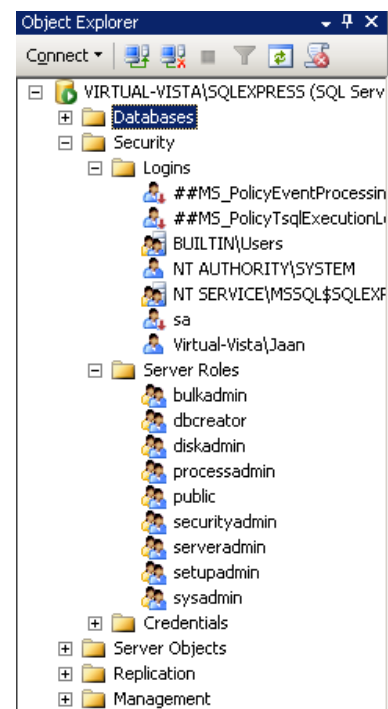 Object Explorer
Connect
VIRTUAL-VISTA\SQLEXPRESS (SQL Serv
Databases
Security
Logins
##MS_PolicyEventProcessin
##MS_PolicyTsqlExecutionL
BUILTIN\Users
NT AUTHORITY\SYSTEM
NT SERVICE\MSSQL$SQLEXP
sa
Virtual-Vista\Jaan
Server Roles
bulkadmin
dbcreator
diskadmin
processadmin
public
securityadmin
serveradmin
setupadmin
sysadmin
Credentials
Server Objects
Replication
Management